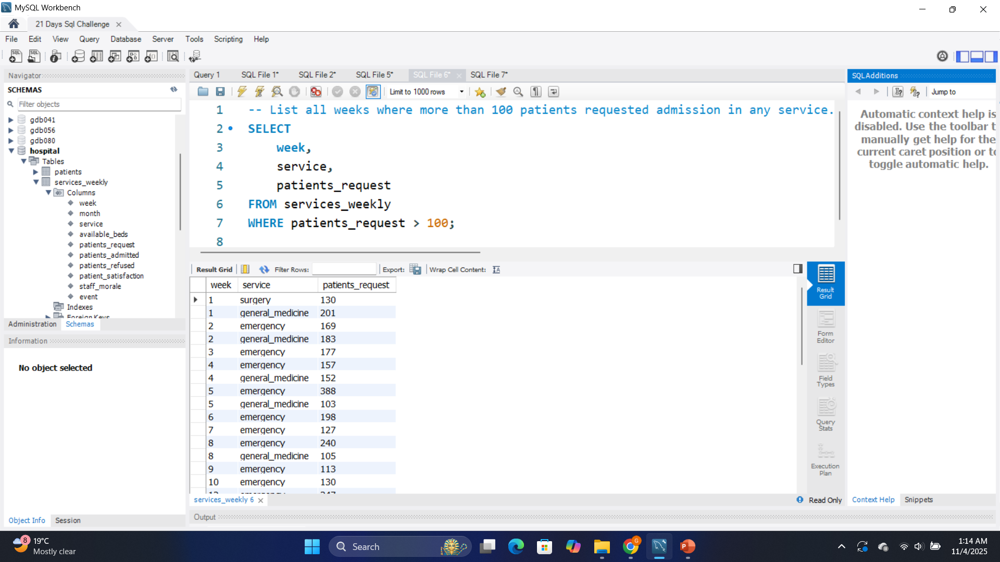 MySQL Workbench
21 Days Sql Challenge
File Edit View Query Database Server Tools Scripting Help
Navigator
SCHEMAS
Filter objects
gdb041
gdb056
gdb080
hospital
Tables
patients
services_weekly
Columns
week
month
service
available_beds
patients_request
patients_admitted
patients_refused
patient_satisfaction
staff_morale
event
Indexes
Foreign Keys
Administration Schemas
Information
No object selected
Object Info Session
Query 1 SQL File 1* SQL File 2* SQL File 5* SQL File 6* SQL File 7*
Limit to 1000 rows
1 -- List all weeks where more than 100 patients requested admission in any service.
2 SELECT
3 week,
4 service,
5 patients_request
6 FROM services_weekly
7 WHERE patients_request > 100;
8
Result Grid Filter Rows: Export: Wrap Cell Content:
week service patients_request
1 surgery 130
1 general_medicine 201
2 emergency 169
2 general_medicine 183
3 emergency 177
4 emergency 157
4 general_medicine 152
5 emergency 388
5 general_medicine 103
6 emergency 198
7 emergency 127
8 emergency 240
8 general_medicine 105
9 emergency 113
10 emergency 130
services_weekly 6
Read Only
Output
Result
Grid
Form
Editor
Field
Types
Query
Stats
Execution
Plan
SQLAdditions
Jump to
Automatic context help is
disabled. Use the toolbar t
manually get help for the
current caret position or to
toggle automatic help.
Context Help Snippets
8
19°C
Mostly clear
Search
1:14 AM
11/4/2025